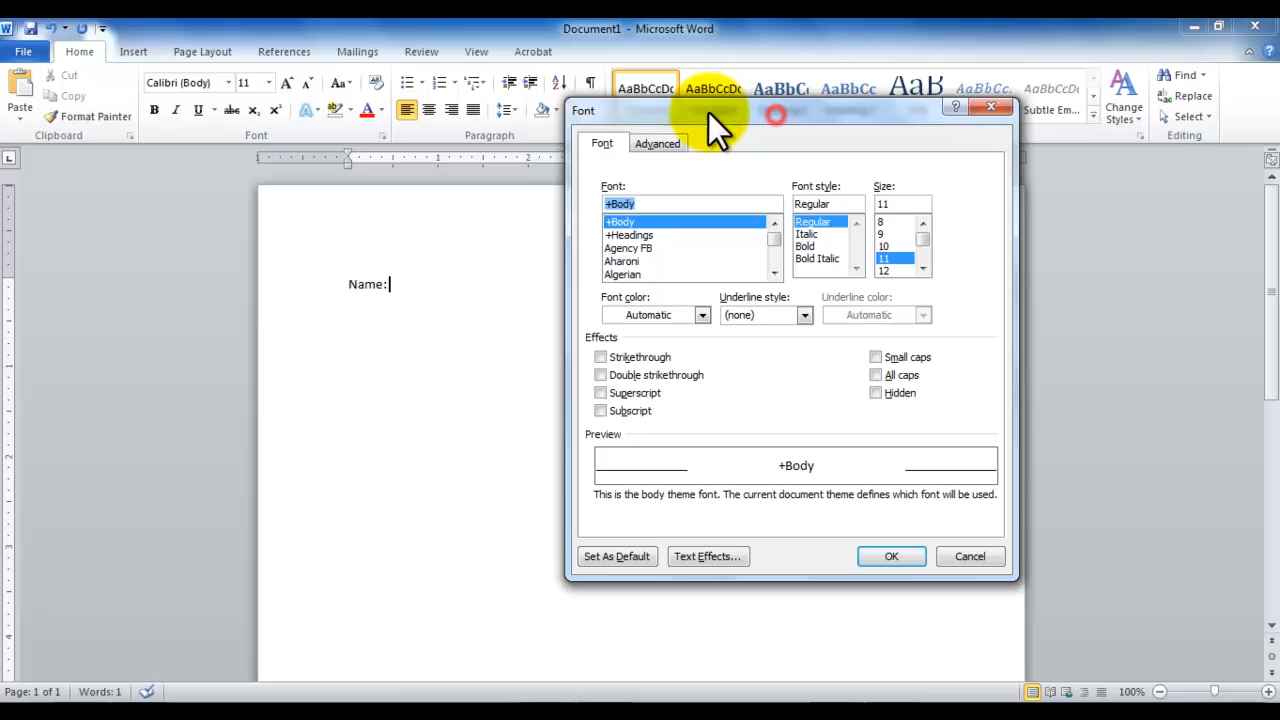 Document1 - Microsoft Word
File Home Insert Page Layout References Mailings Review View Acrobat
Paste
Cut
Copy
Format Painter
Clipboard
Calibri (Body) 11
Font
Paragraph
AaBbCcDc AaBbCcDc AaBbC AaBbCc AaB AaBbCc. AaBbCcDc
Subtle Em...
Change Styles
Find
Replace
Select
Editing
Font
Font Advanced
Font: Font style: Size:
+Body Regular 11
+Body Regular 8
+Headings Italic 9
Agency FB Bold 10
Aharoni Bold Italic 11
Algerian 12
Font color: Underline style: Underline color:
Automatic (none) Automatic
Effects
Strikethrough Small caps
Double strikethrough All caps
Superscript Hidden
Subscript
Preview
+Body
This is the body theme font. The current document theme defines which font will be used.
Set As Default Text Effects... OK Cancel
Name:
Page: 1 of 1 Words: 1 100%